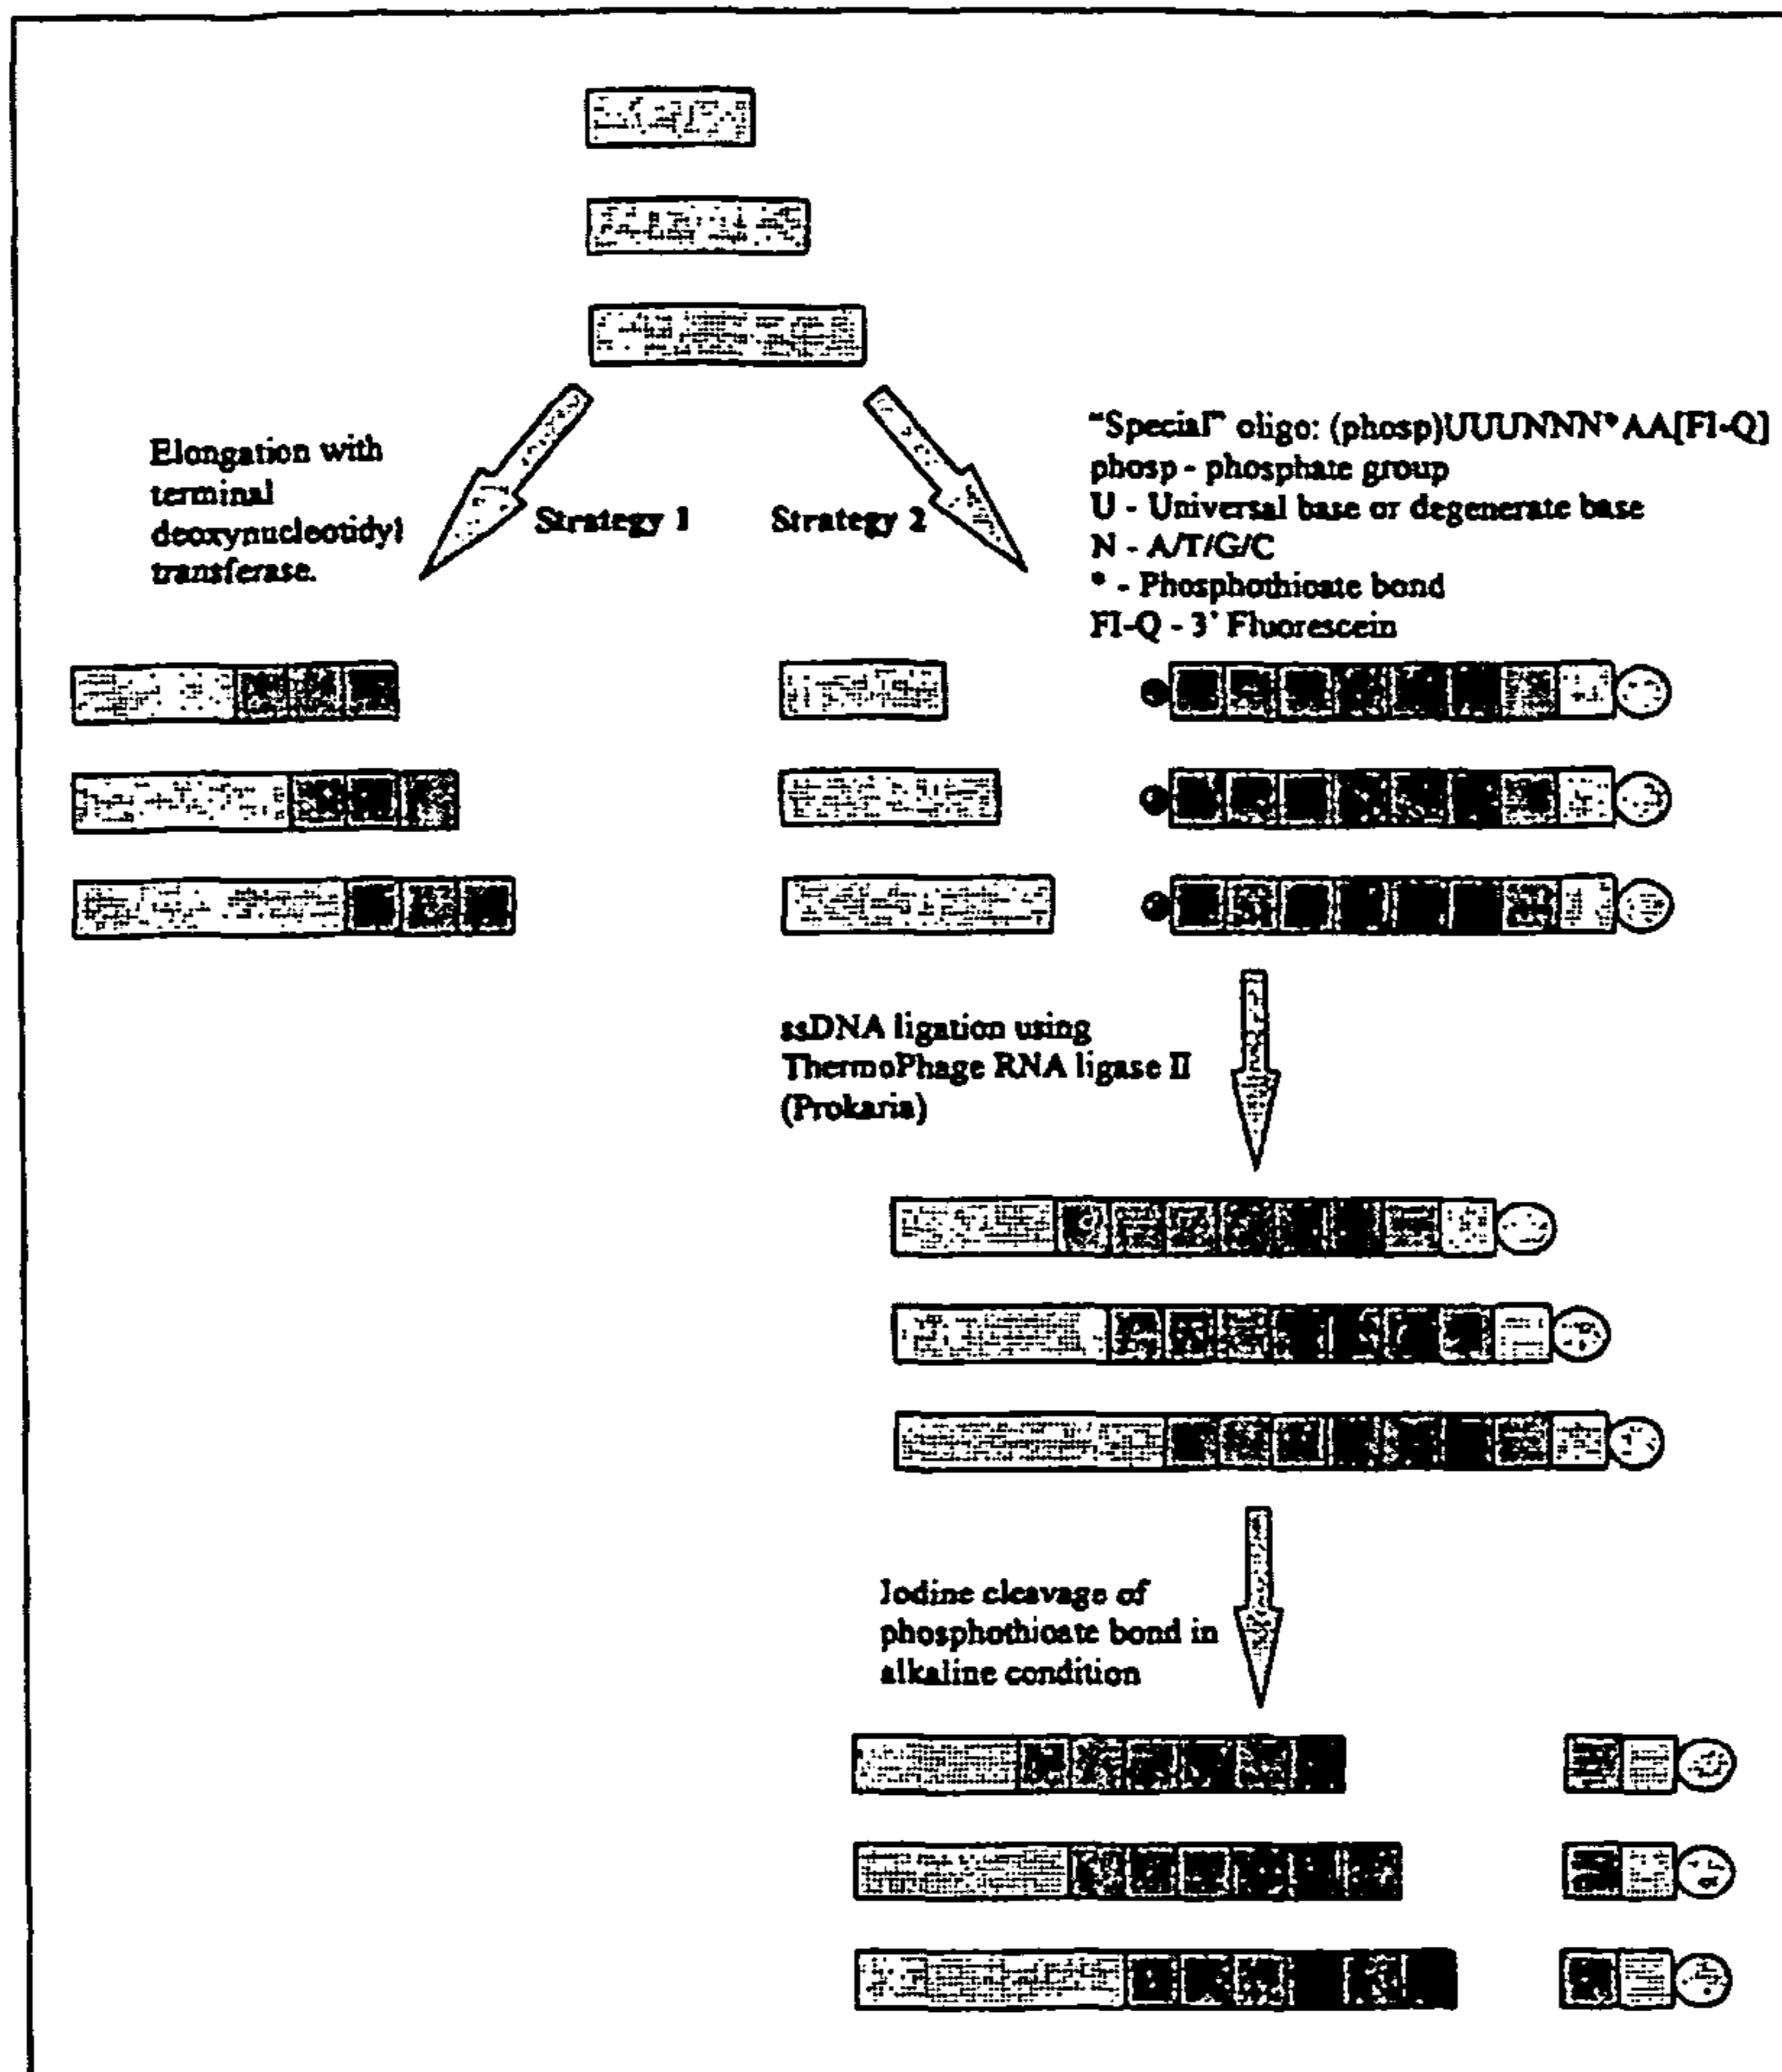 Elongation with
terminal
deoxynucleotidyl
transferase.
Strategy 1
Strategy 2
"Special" oligo: (phosp)UUUNNN*AA[FI-Q]
phosp - phosphate group
U - Universal base or degenerate base
N - A/T/G/C
* - Phosphothioate bond
FI-Q - 3' Fluorescein
ssDNA ligation using
ThermoPhage RNA ligase II
(Prokaria)
Iodine cleavage of
phosphothioate bond in
alkaline condition